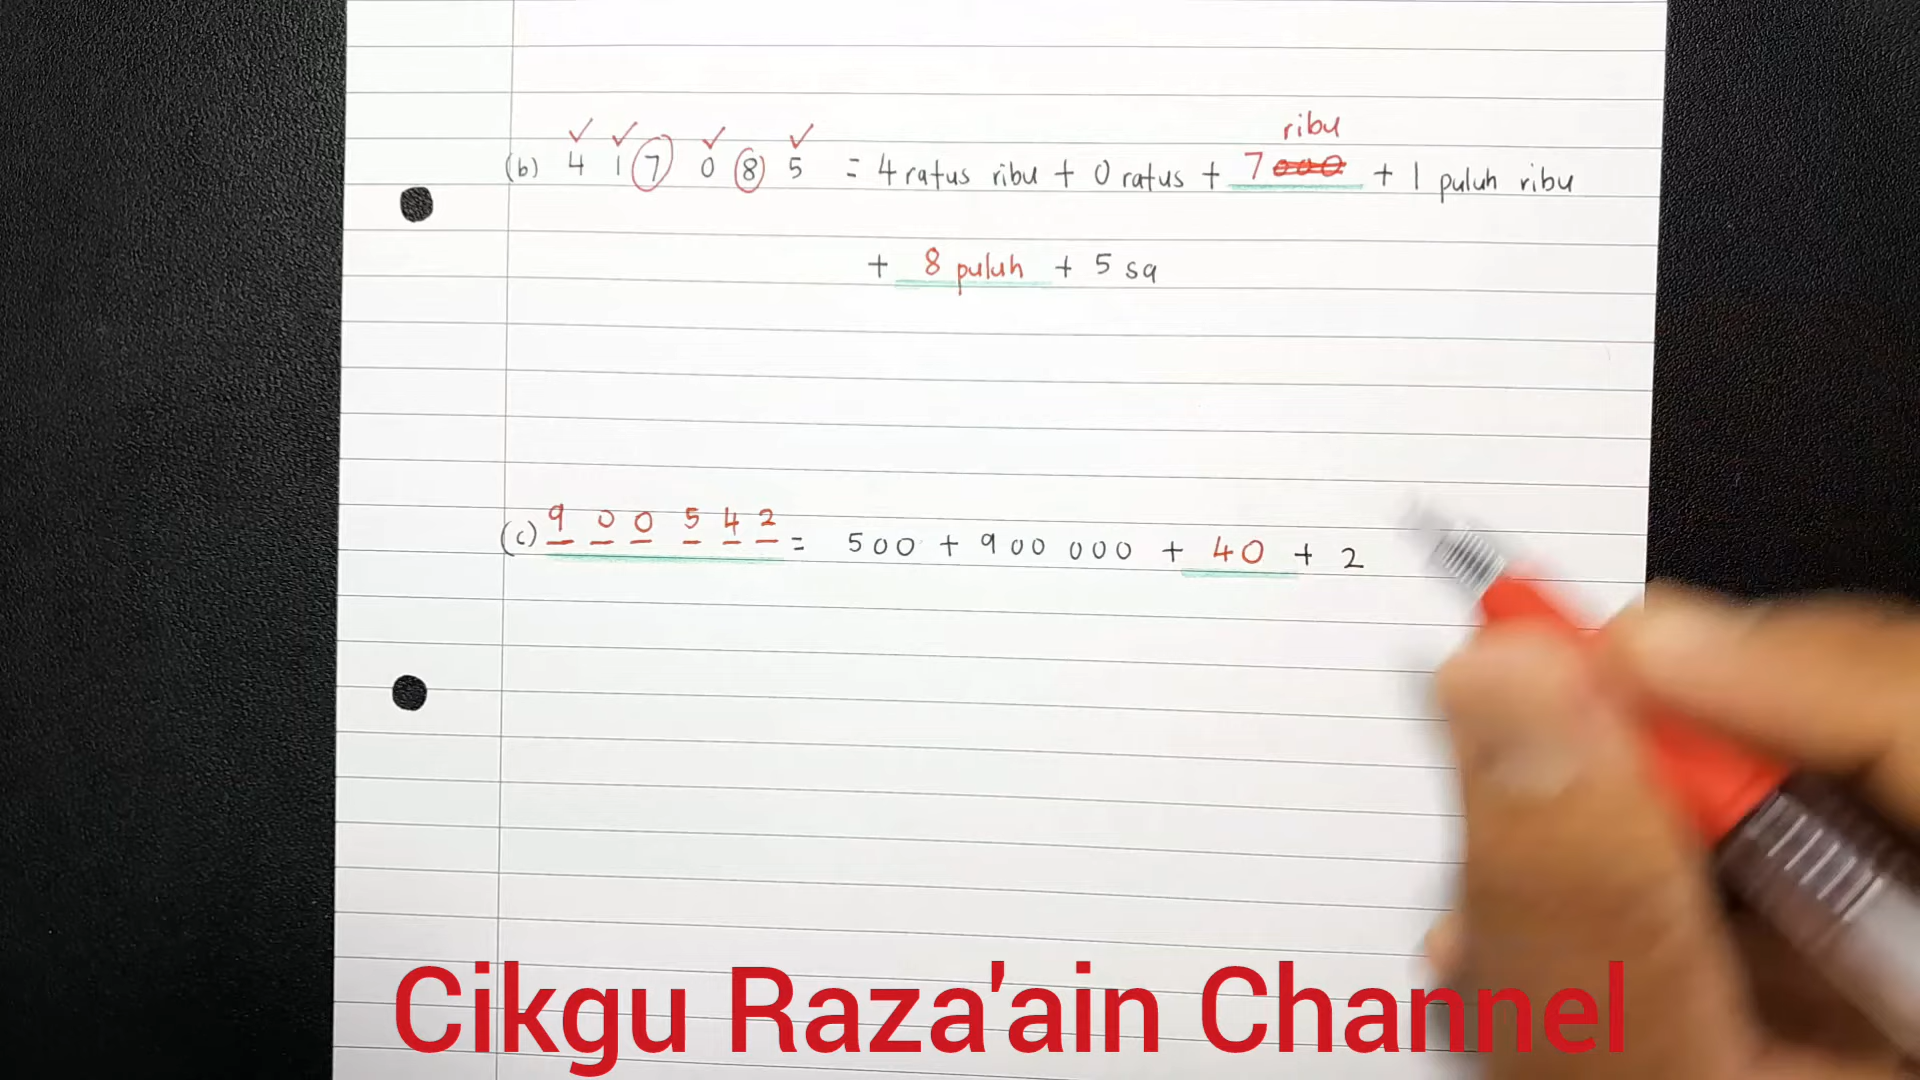 ribu
(b) 4 1 7 0 8 5 = 4 ratus ribu + 0 ratus + 7 000 + 1 puluh ribu
+ 8 puluh + 5 sa
(c) 9 0 0 5 4 2 = 500 + 900 000 + 40 + 2
Cikgu Raza'ain Channel